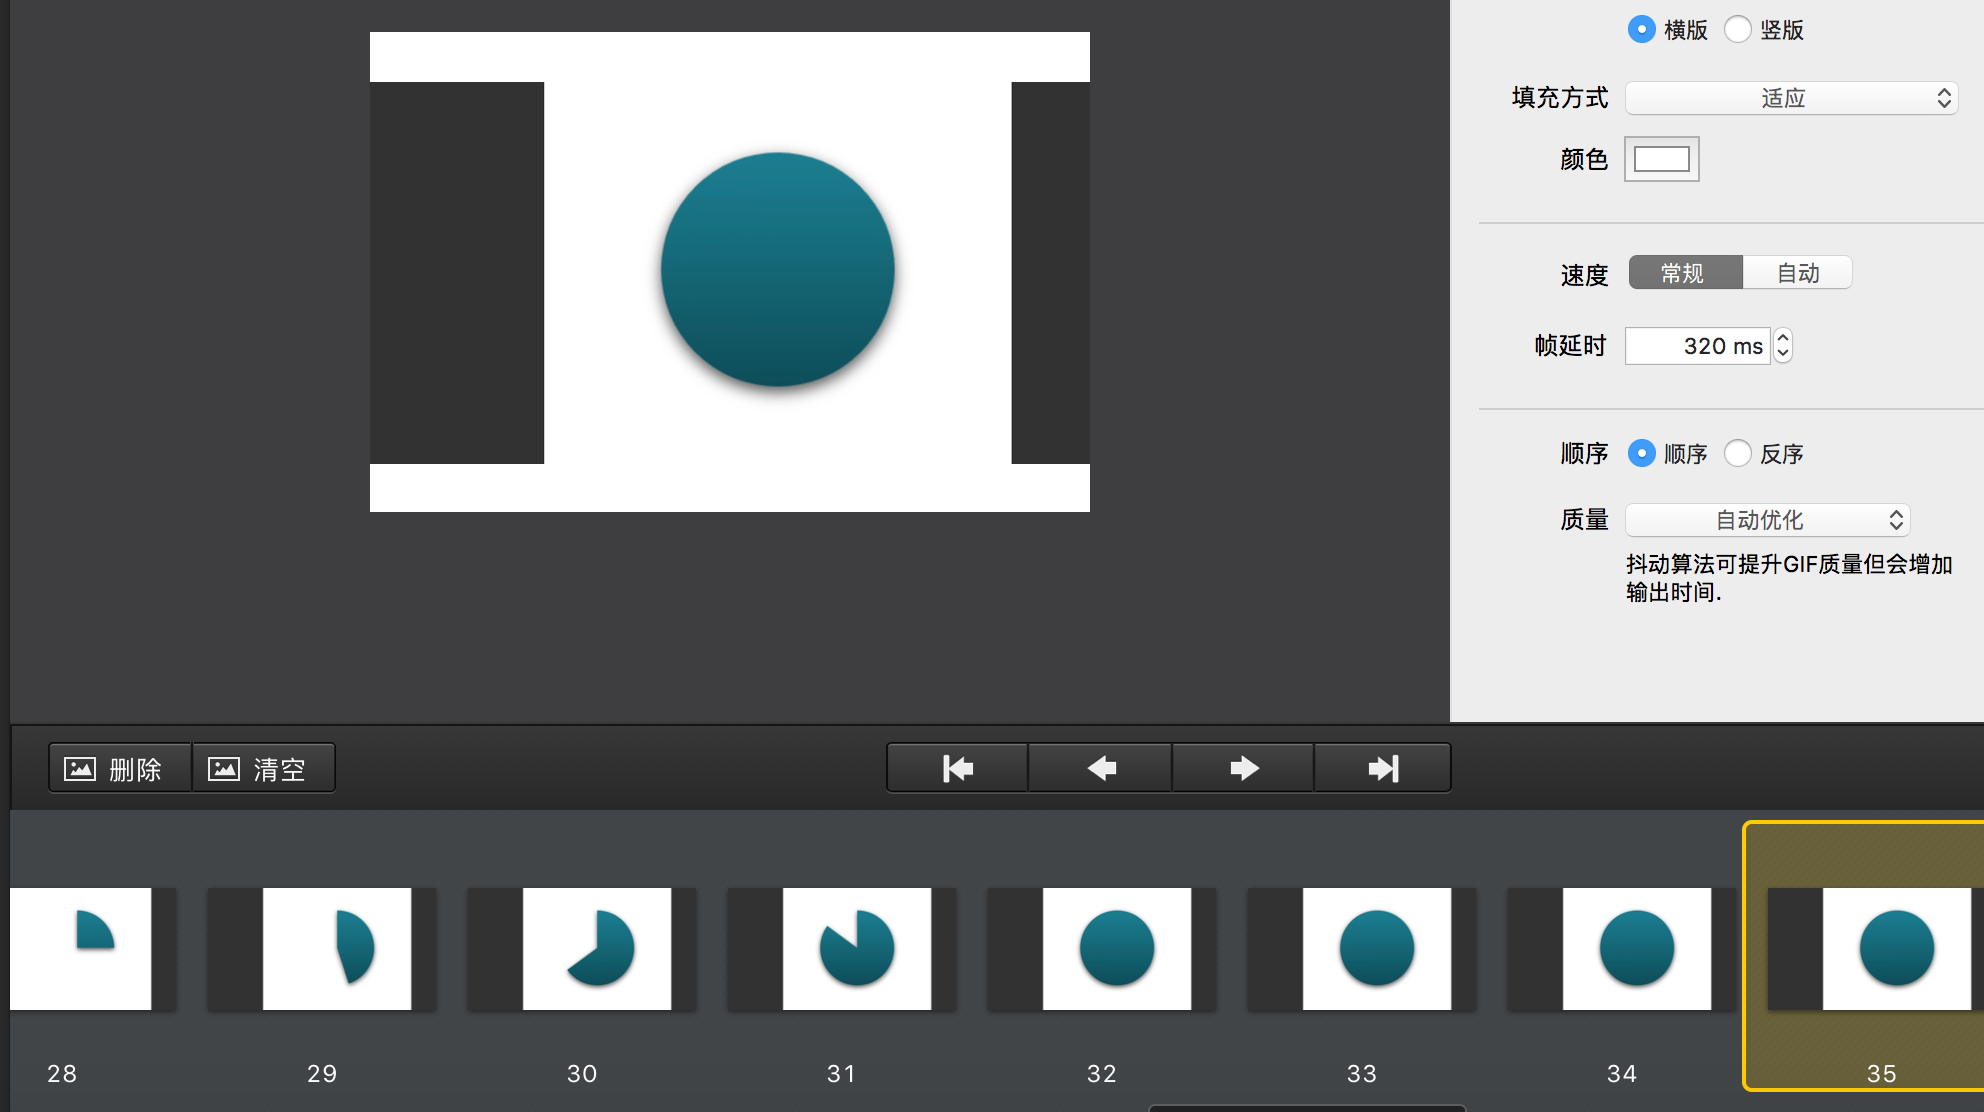 横版 竖版
填充方式 适应
颜色
速度 常规 自动
帧延时 320 ms
顺序 顺序 反序
质量 自动优化
抖动算法可提升GIF质量但会增加
输出时间.
删除 清空
28 29 30 31 32 33 34 35